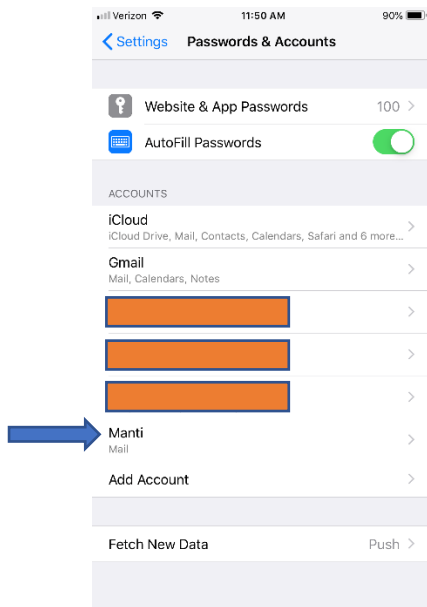 Verizon 11:50 AM 90%
Settings Passwords & Accounts
Website & App Passwords 100
AutoFill Passwords
ACCOUNTS
iCloud
iCloud Drive, Mail, Contacts, Calendars, Safari and 6 more...
Gmail
Mail, Calendars, Notes
Manti
Mail
Add Account
Fetch New Data Push